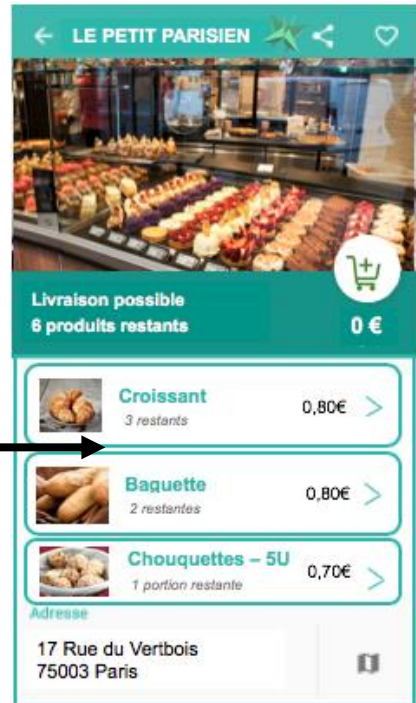 LE PETIT PARISIEN
Livraison possible
6 produits restants
0 €
Croissant
3 restants
0,80€
Baguette
2 restantes
0,80€
Chouquettes – 5U
1 portion restante
0,70€
Adresse
17 Rue du Vertbois
75003 Paris